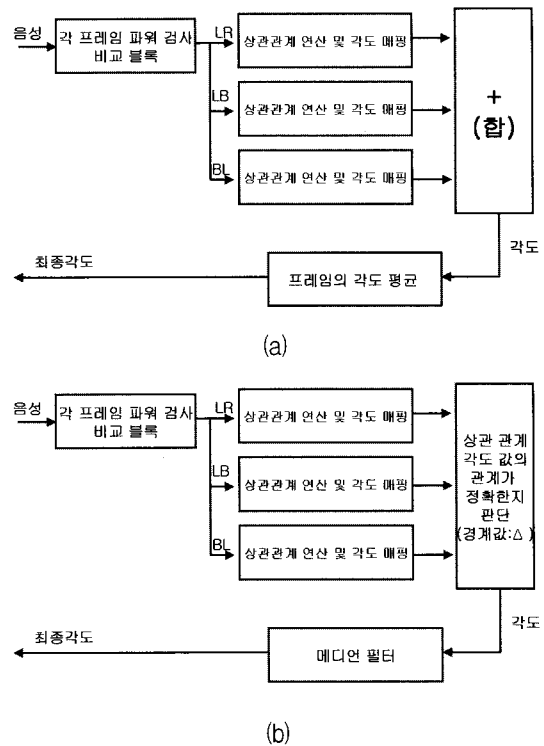 음성
각 프레임 파워 검사
비교 블록
LR
상관관계 연산 및 각도 매핑
LB
상관관계 연산 및 각도 매핑
BL
상관관계 연산 및 각도 매핑
+
(합)
각도
프레임의 각도 평균
최종각도
(a)
음성
각 프레임 파워 검사
비교 블록
LR
상관관계 연산 및 각도 매핑
LB
상관관계 연산 및 각도 매핑
BL
상관관계 연산 및 각도 매핑
상관 관계
각도 값의
관계가
정확한지
판단
(경계값:Δ )
각도
메디언 필터
최종각도
(b)